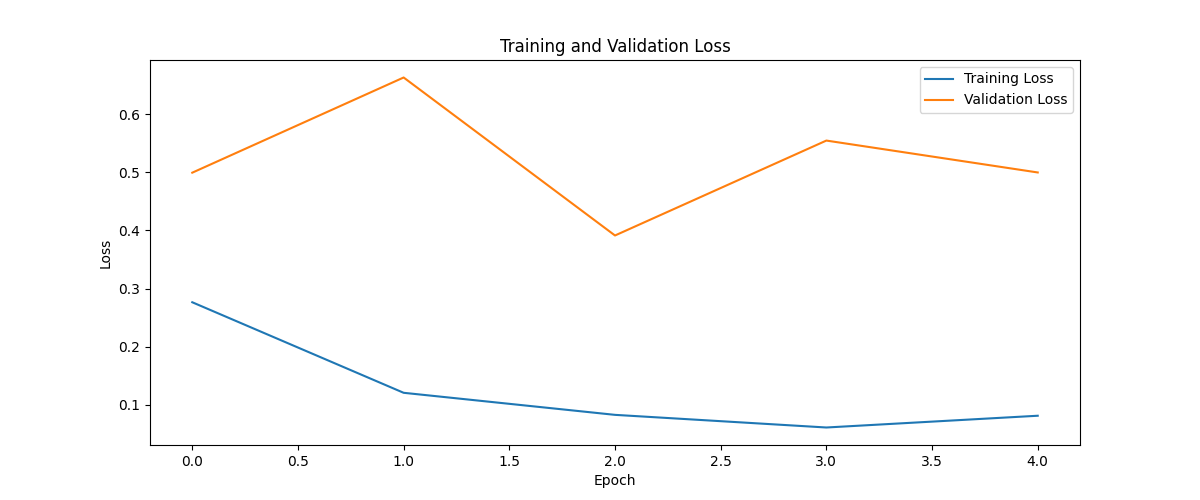 Training and Validation Loss
Training Loss
Validation Loss
0.6
0.5
0.4
0.3
0.2
0.1
Loss
0.0 0.5 1.0 1.5 2.0 2.5 3.0 3.5 4.0
Epoch